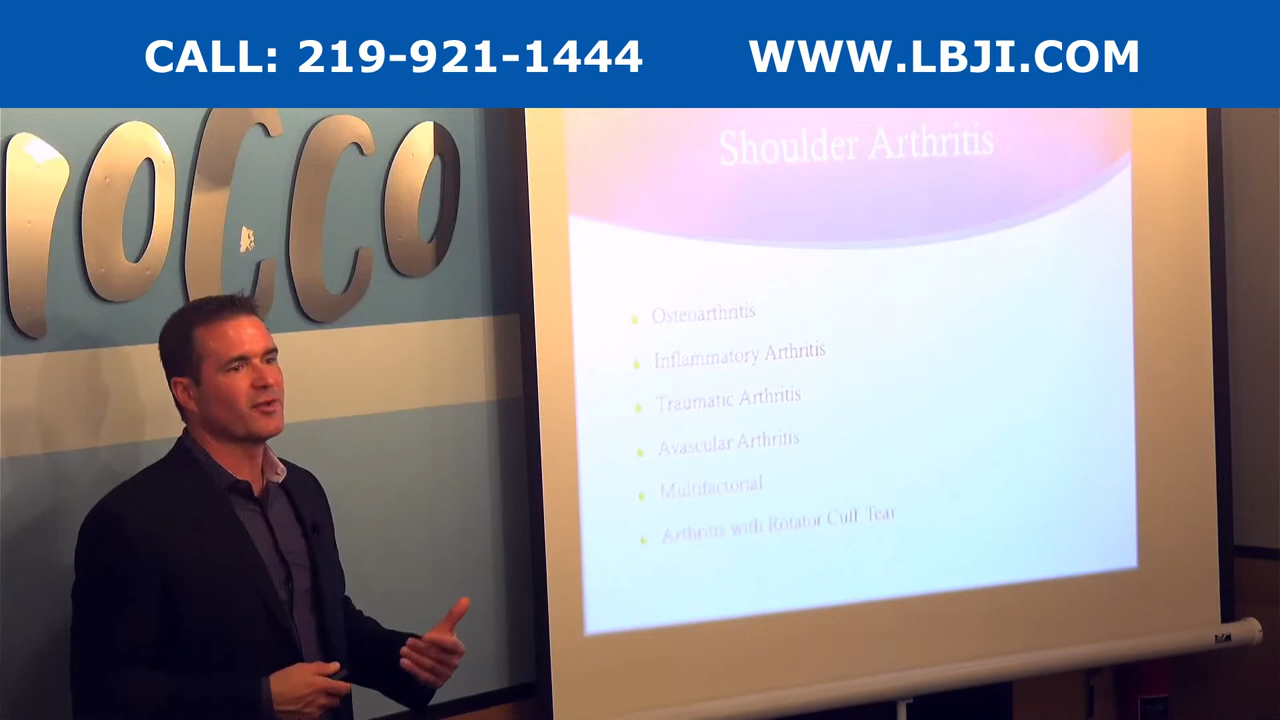 CALL: 219-921-1444 WWW.LBJI.COM
rocco
Shoulder Arthritis
Osteoarthritis
Inflammatory Arthritis
Traumatic Arthritis
Avascular Arthritis
Multifactorial
Arthritis with Rotator Cuff Tear